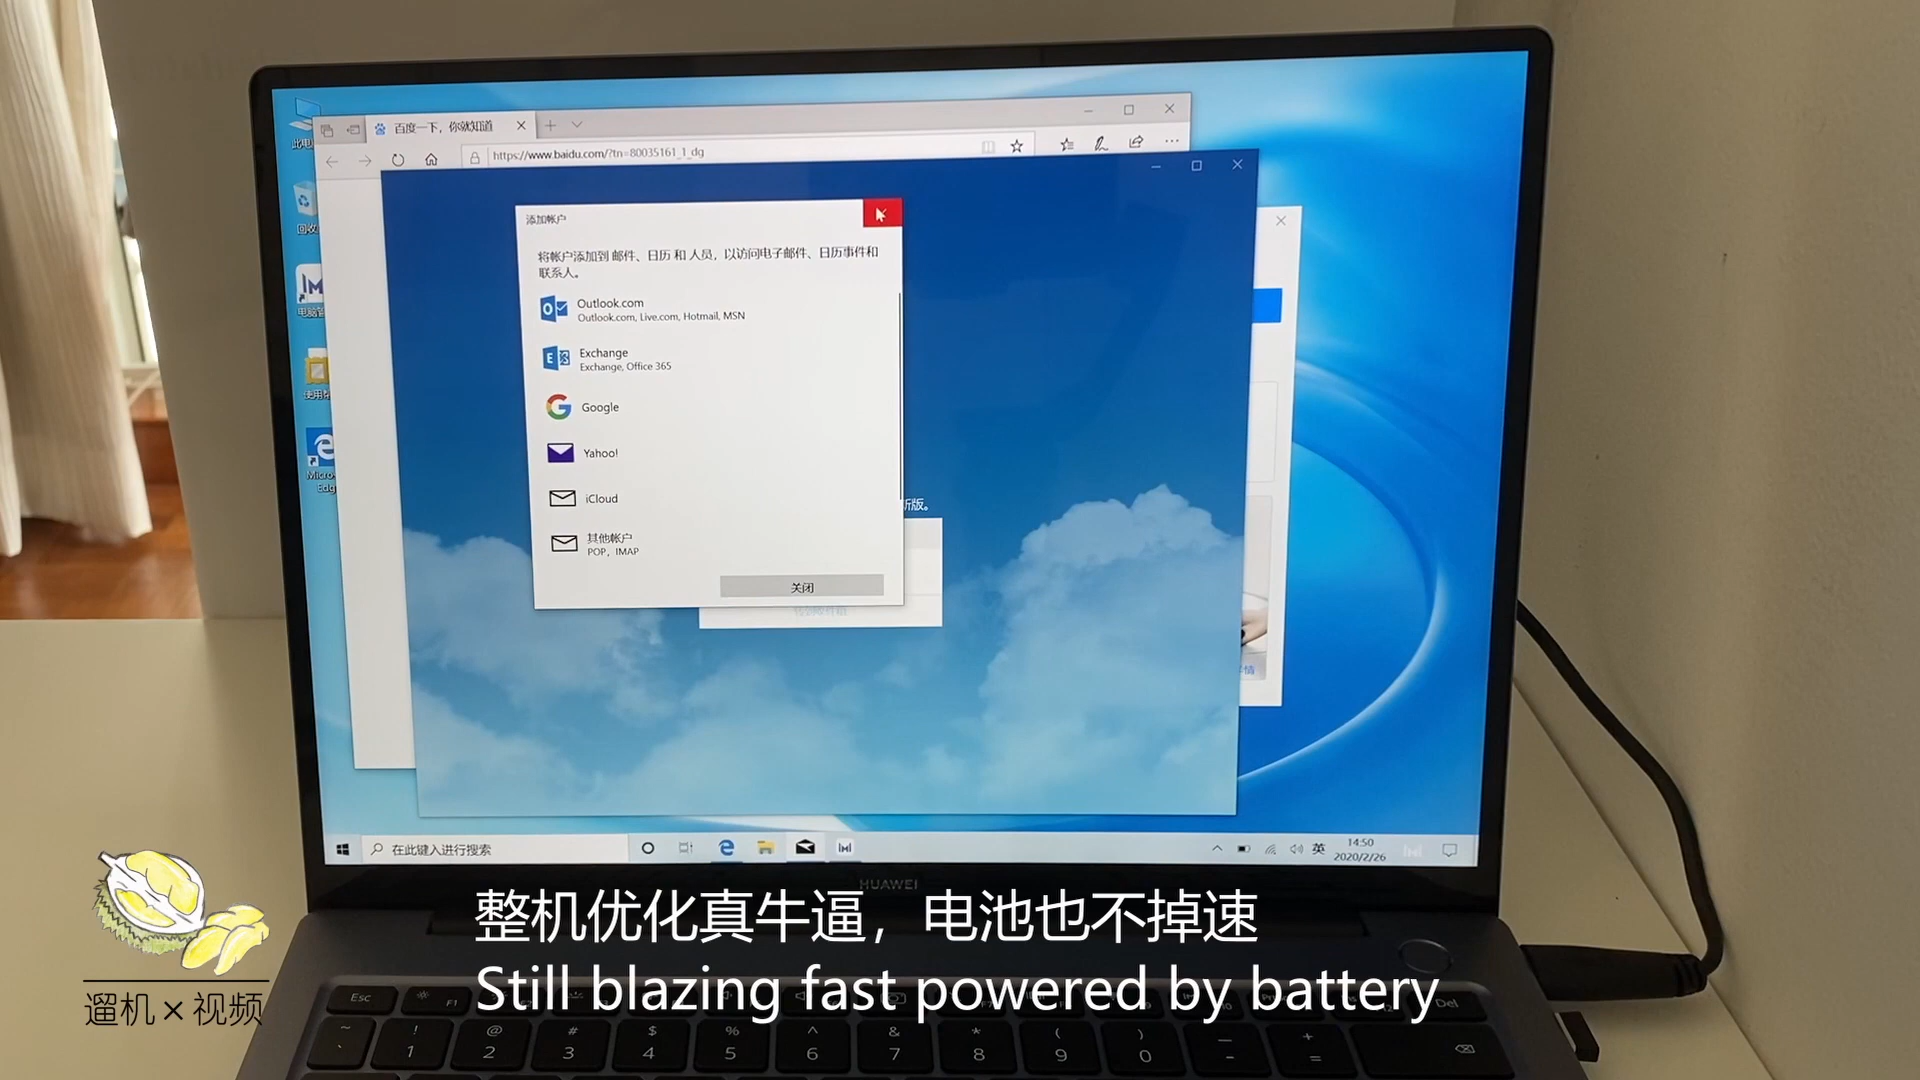 百度一下，你就知道
https://www.baidu.com/?tn=80035161_1_dg
添加帐户
将帐户添加到 邮件、日历 和 人员，以访问电子邮件、日历事件和
联系人。
Outlook.com
Outlook.com, Live.com, Hotmail, MSN
Exchange
Exchange, Office 365
Google
Yahoo!
iCloud
其他帐户
POP，IMAP
关闭
新版。
在此键入进行搜索
英
14:50
2020/2/26
HUAWEI
整机优化真牛逼，电池也不掉速
Still blazing fast powered by battery
遛机×视频
Esc
F1
Del
~ ! @ # $ % ^ & * ( ) — +
` 1 2 3 4 5 6 7 8 9 0 - =